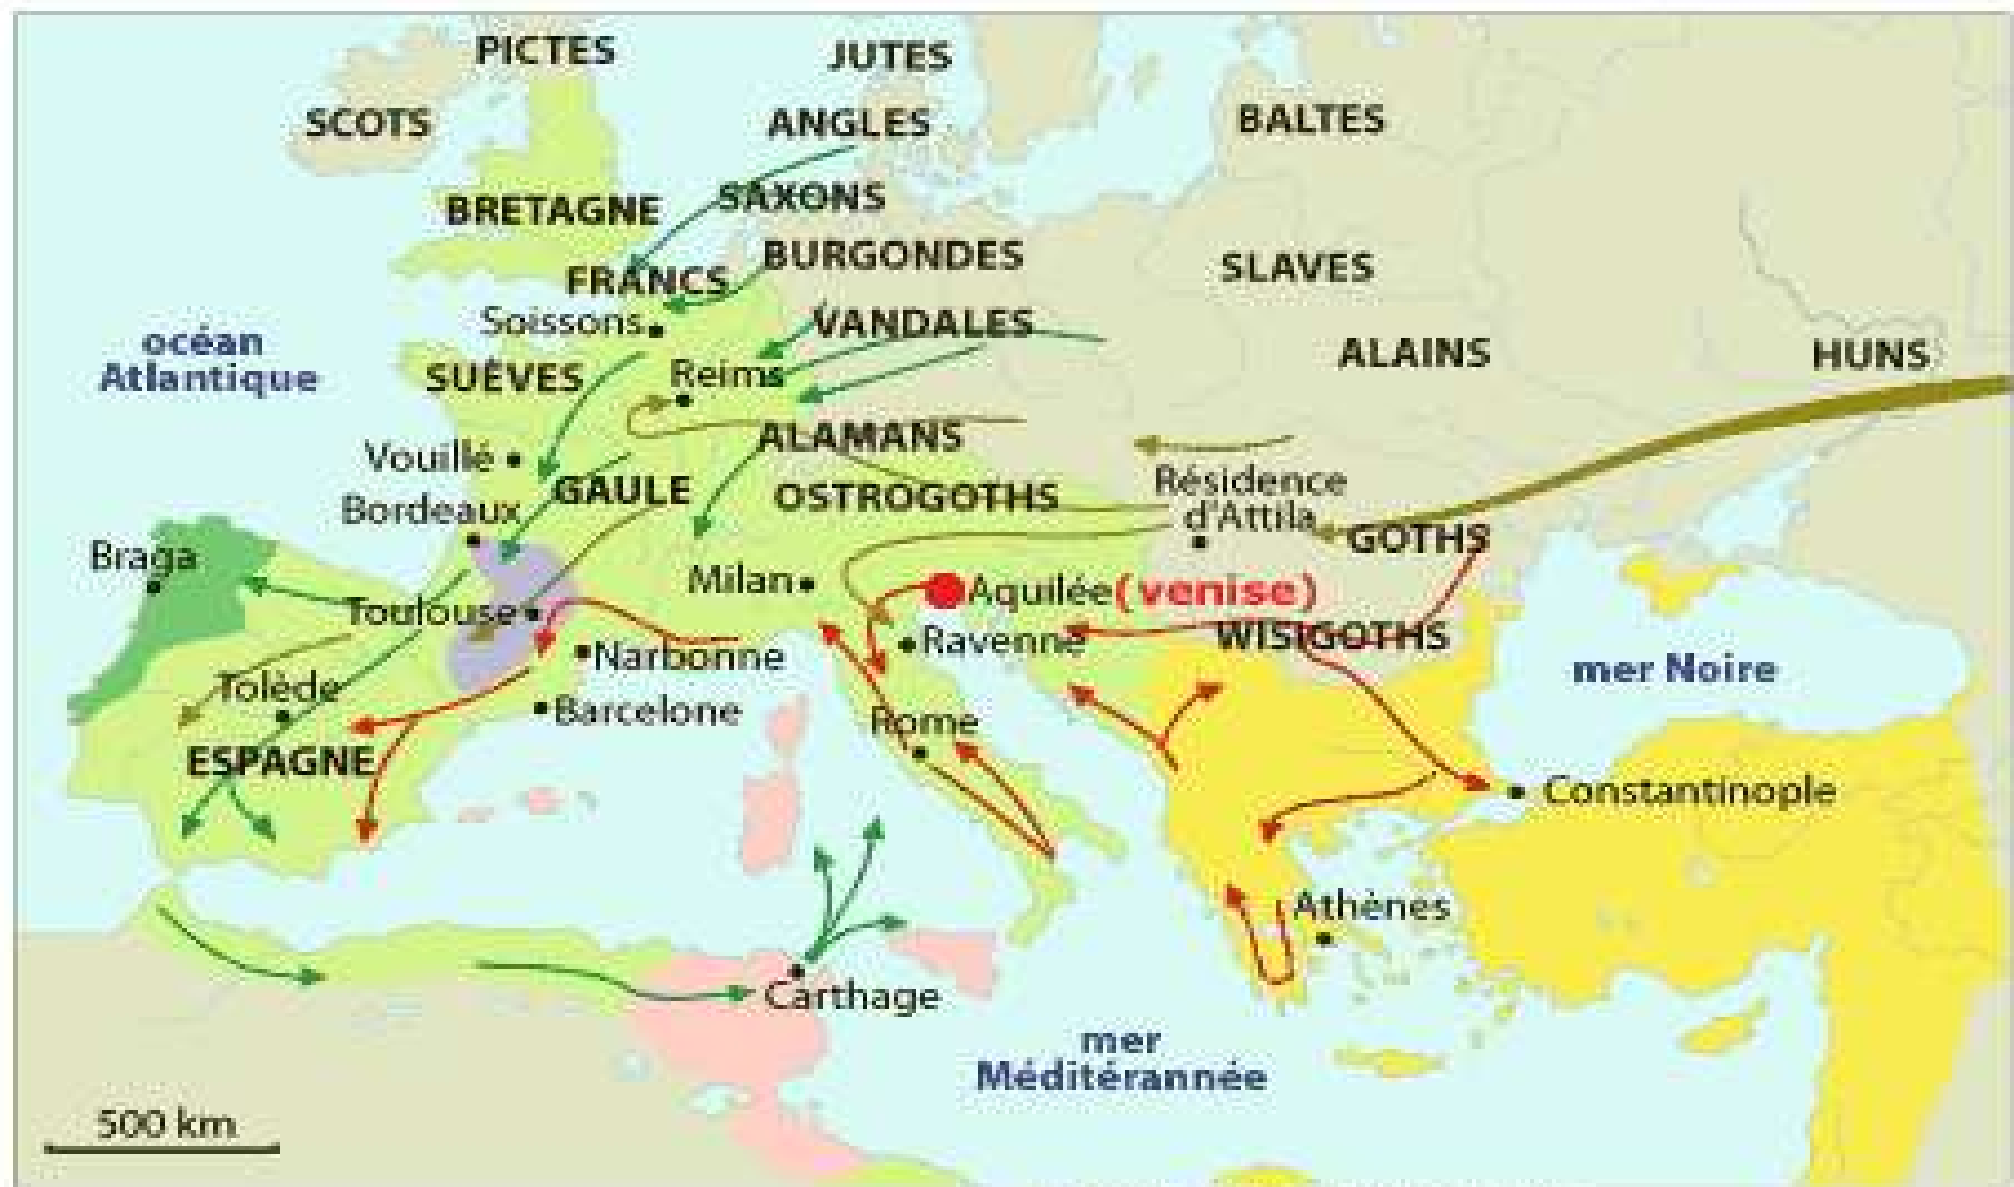 PICTES
JUTES
SCOTS
ANGLES
BALTES
SAXONS
BRETAGNE
BURGONDES
SLAVES
FRANCS
Soissons
VANDALES
océan
Atlantique
ALAINS
HUNS
SUÈVES
Reims
ALAMANS
Vouillé
GAULE
OSTROGOTHS
Résidence
d'Attila
Bordeaux
GOTHS
Braga
Milan
Aquilée (venise)
Toulouse
Ravenne
WISIGOTHS
Narbonne
mer Noire
Tolède
Barcelone
Rome
ESPAGNE
Constantinople
Athènes
Carthage
mer
Méditérannée
500 km